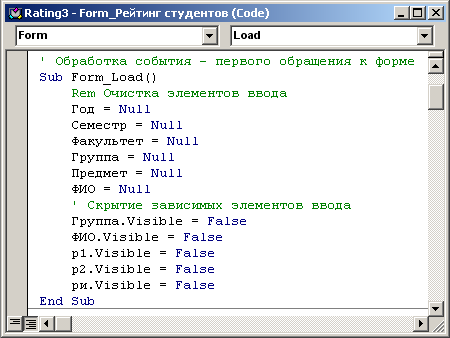 Rating3 - Form_Рейтинг студентов (Code)
Form Load
' Обработка события - первого обращения к форме
Sub Form_Load()
Rem Очистка элементов ввода
Год = Null
Семестр = Null
Факультет = Null
Группа = Null
Предмет = Null
ФИО = Null
' Скрытие зависимых элементов ввода
Группа.Visible = False
ФИО.Visible = False
р1.Visible = False
р2.Visible = False
ри.Visible = False
End Sub